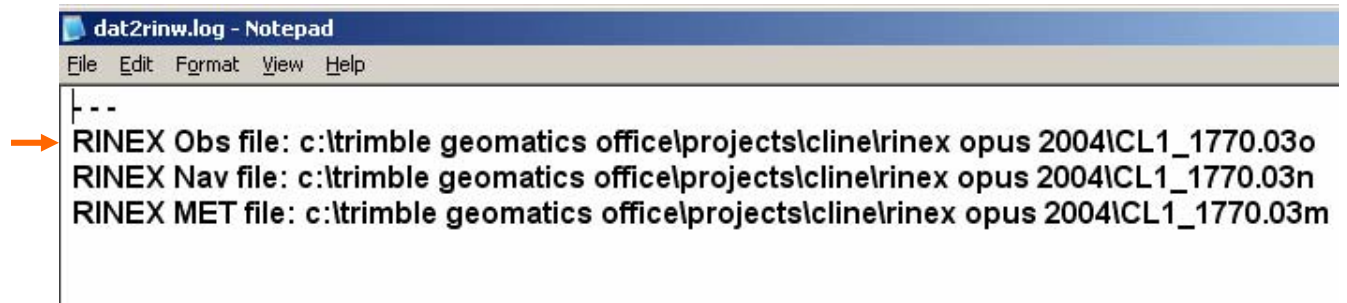 dat2rinw.log - Notepad
File Edit Format View Help
---
RINEX Obs file: c:\trimble geomatics office\projects\cline\rinex opus 2004\CL1_1770.03o
RINEX Nav file: c:\trimble geomatics office\projects\cline\rinex opus 2004\CL1_1770.03n
RINEX MET file: c:\trimble geomatics office\projects\cline\rinex opus 2004\CL1_1770.03m